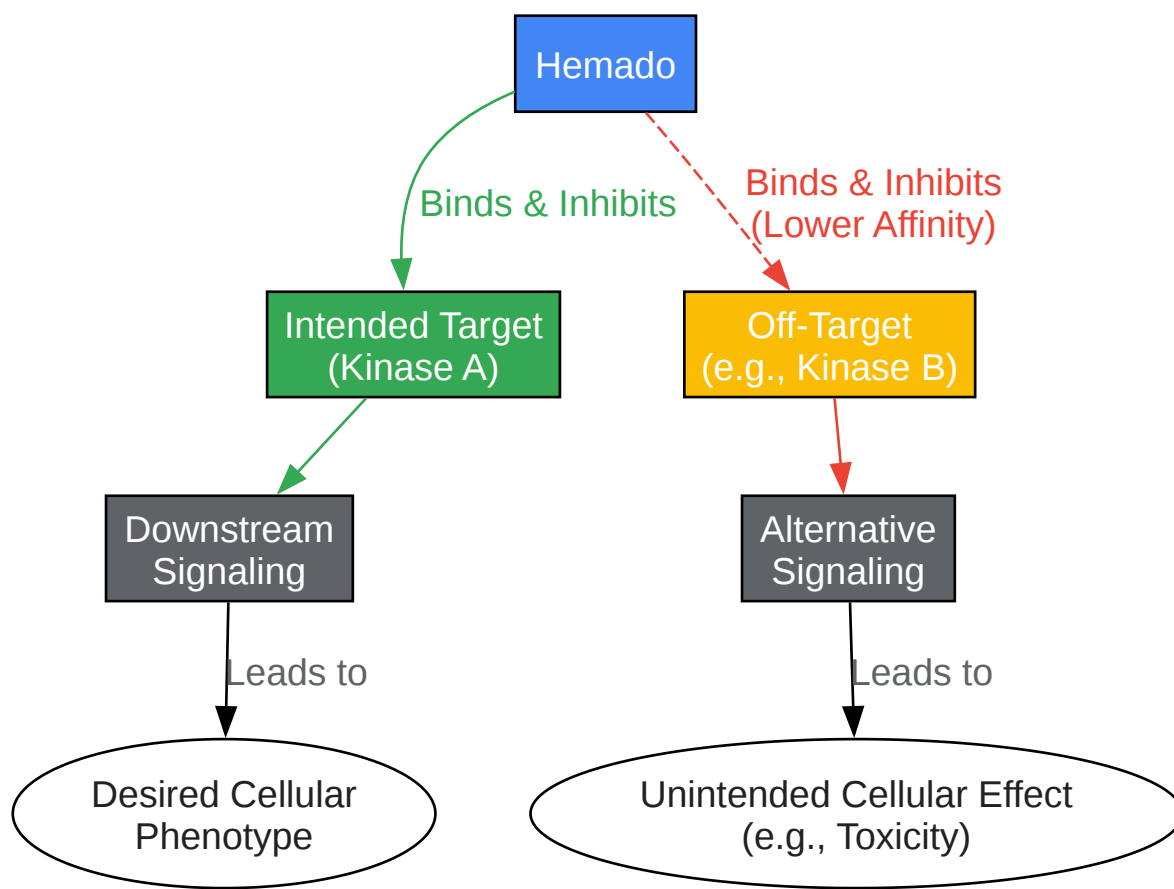 Hemado
Binds & Inhibits
Binds & Inhibits
(Lower Affinity)
Intended Target
(Kinase A)
Off-Target
(e.g., Kinase B)
Downstream
Signaling
Alternative
Signaling
Leads to
Leads to
Desired Cellular
Phenotype
Unintended Cellular Effect
(e.g., Toxicity)